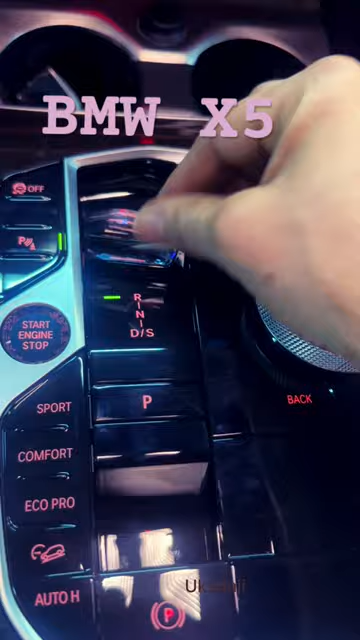 BMW X5
OFF
P
START
ENGINE
STOP
R
N
D/S
P
SPORT
COMFORT
ECO PRO
AUTO H
BACK
P